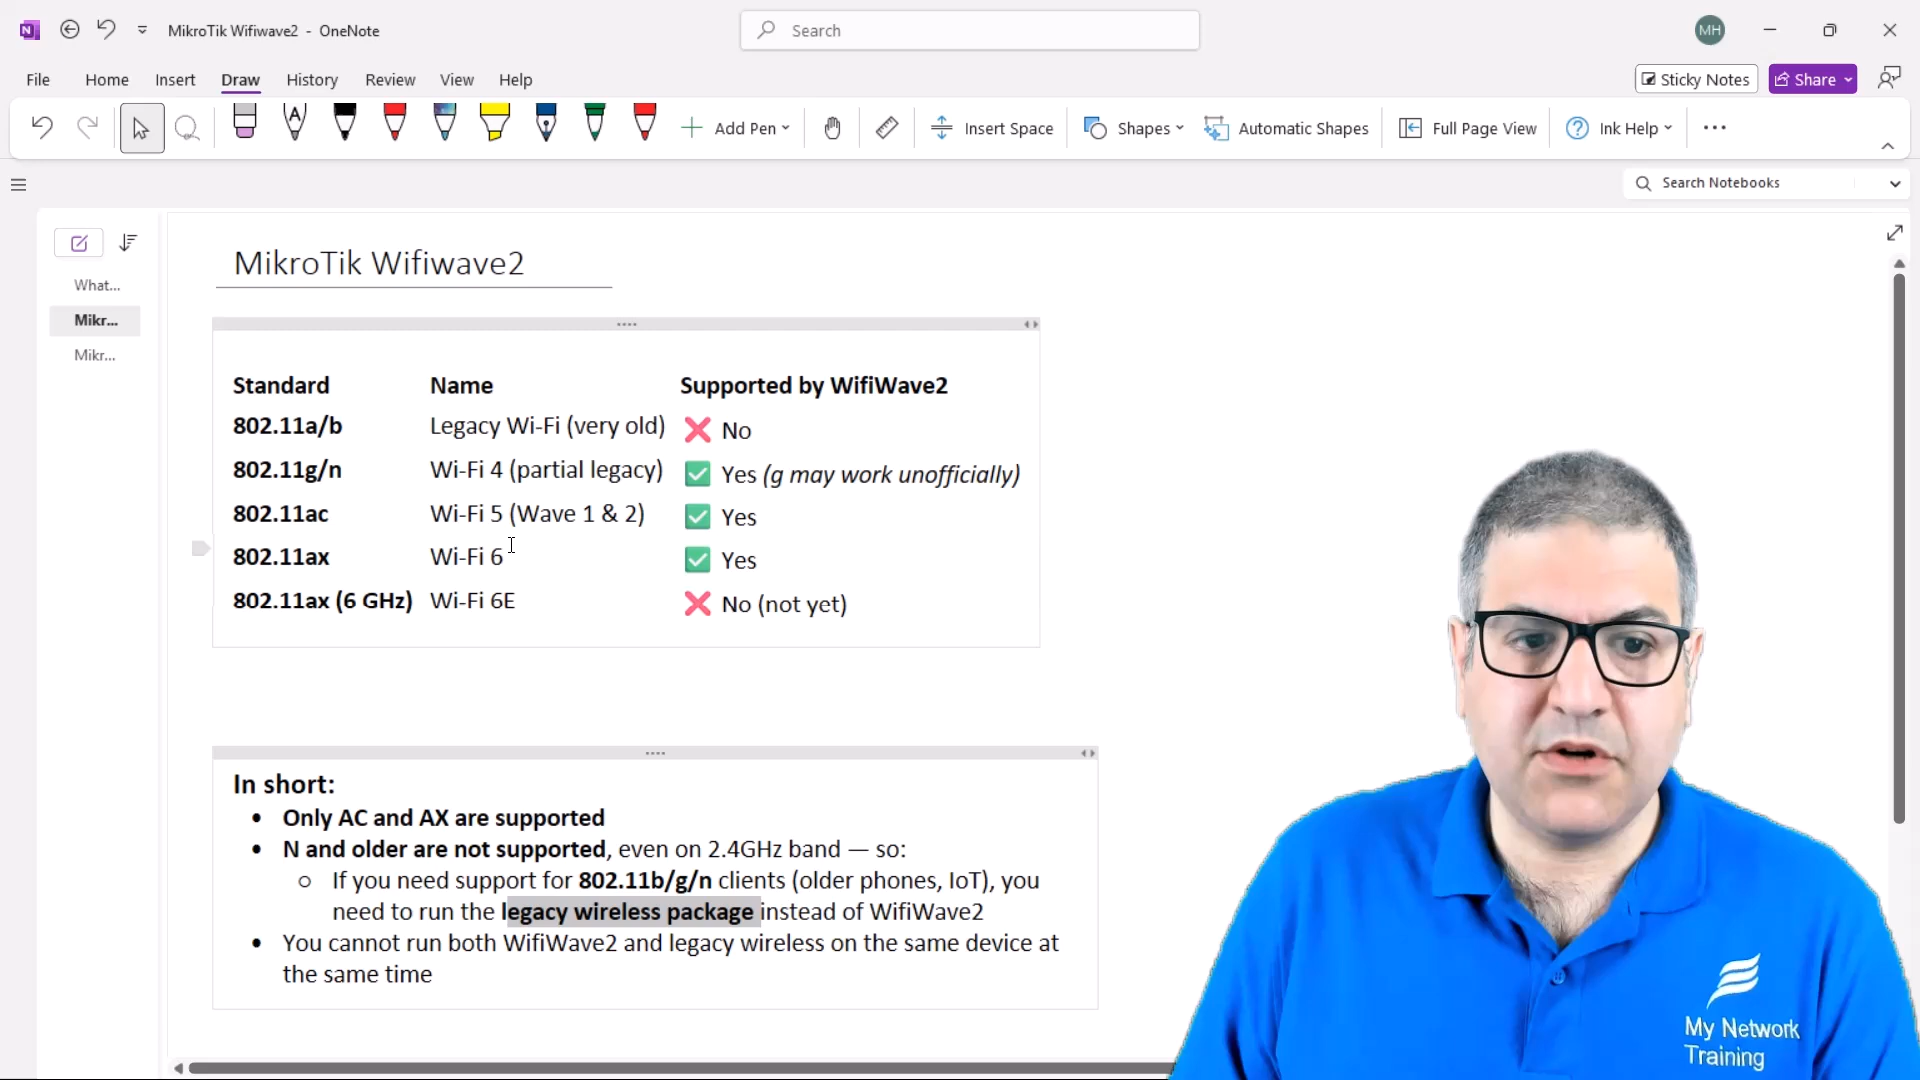 MikroTik Wifiwave2 - OneNote
Search
MH
File Home Insert Draw History Review View Help
Sticky Notes
Share
Add Pen
Insert Space
Shapes
Automatic Shapes
Full Page View
Ink Help
Search Notebooks
What...
Mikr...
Mikr...
MikroTik Wifiwave2
Standard Name Supported by WifiWave2
802.11a/b Legacy Wi-Fi (very old) ❌ No
802.11g/n Wi-Fi 4 (partial legacy) ✅ Yes (g may work unofficially)
802.11ac Wi-Fi 5 (Wave 1 & 2) ✅ Yes
802.11ax Wi-Fi 6 ✅ Yes
802.11ax (6 GHz) Wi-Fi 6E ❌ No (not yet)
In short:
• Only AC and AX are supported
• N and older are not supported, even on 2.4GHz band — so:
○ If you need support for 802.11b/g/n clients (older phones, IoT), you
need to run the legacy wireless package instead of WifiWave2
• You cannot run both WifiWave2 and legacy wireless on the same device at
the same time
My Network
Training